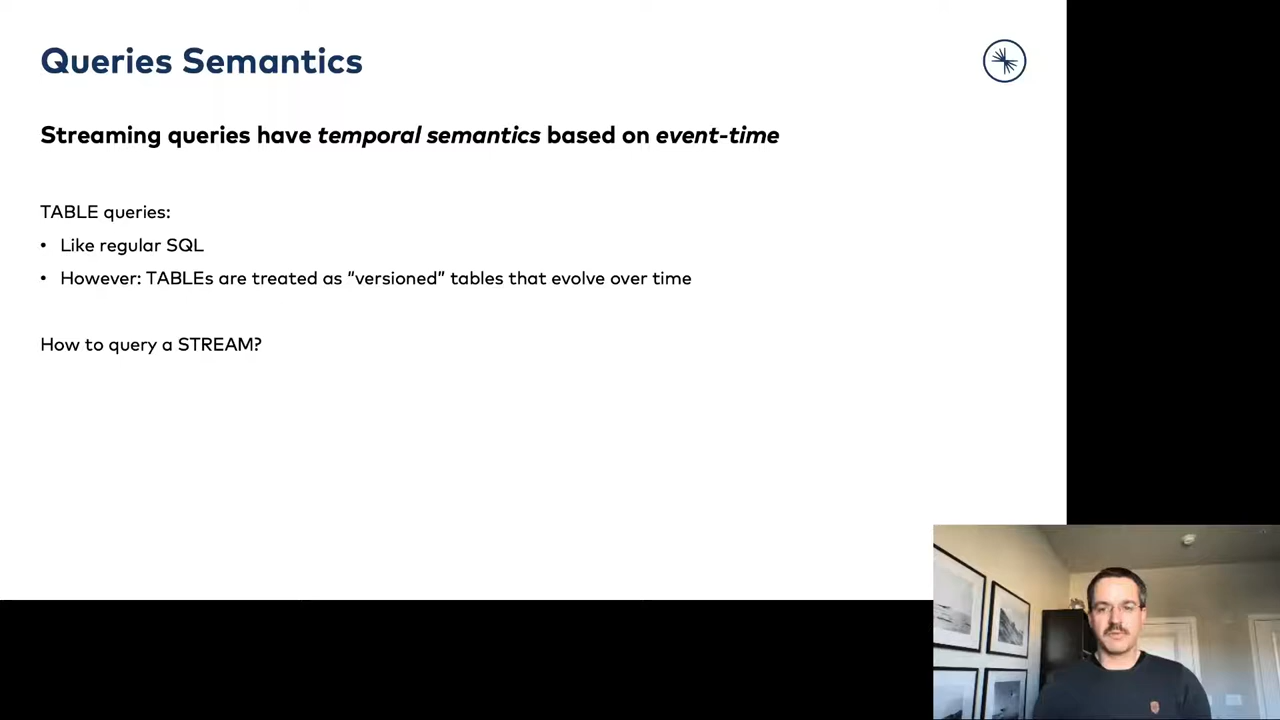 Queries Semantics
Streaming queries have temporal semantics based on event-time
TABLE queries:
• Like regular SQL
• However: TABLEs are treated as “versioned” tables that evolve over time
How to query a STREAM?